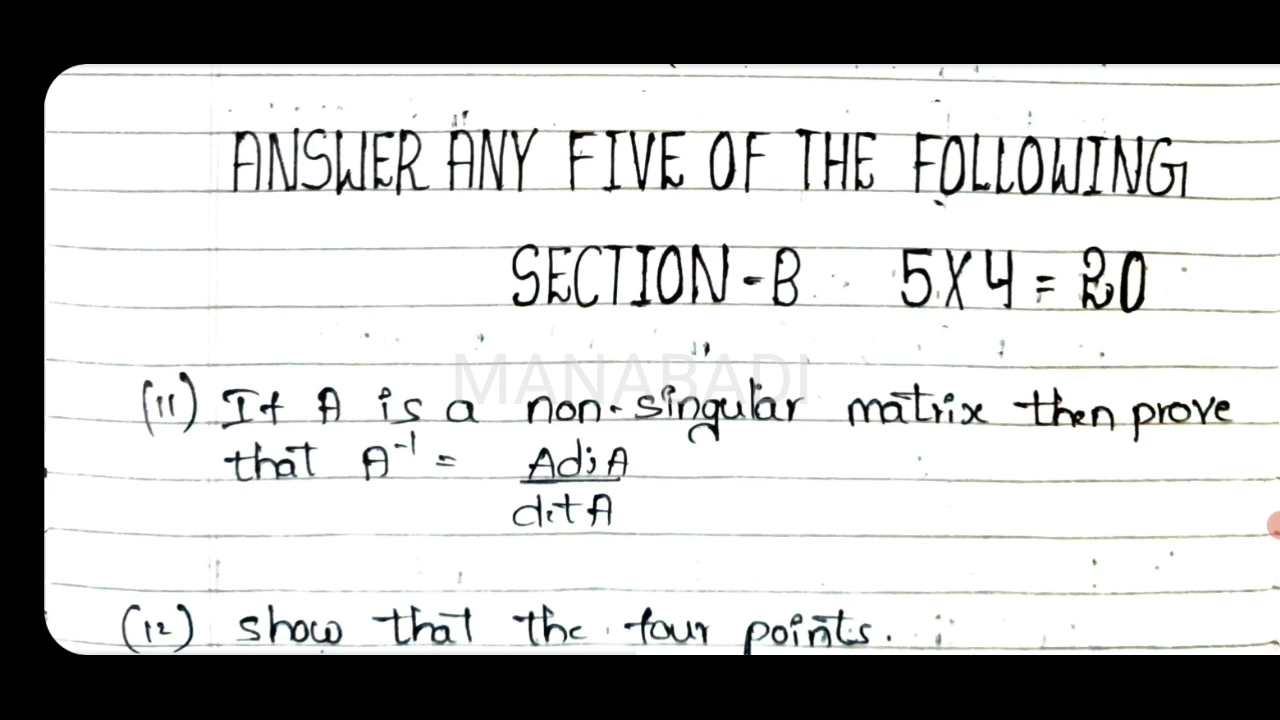 ANSWER ANY FIVE OF THE FOLLOWING
SECTION-B 5X4=20
MANABADI
(11) If A is a non-singular matrix then prove
that A⁻¹ = AdjA
detA
(12) show that the four points.